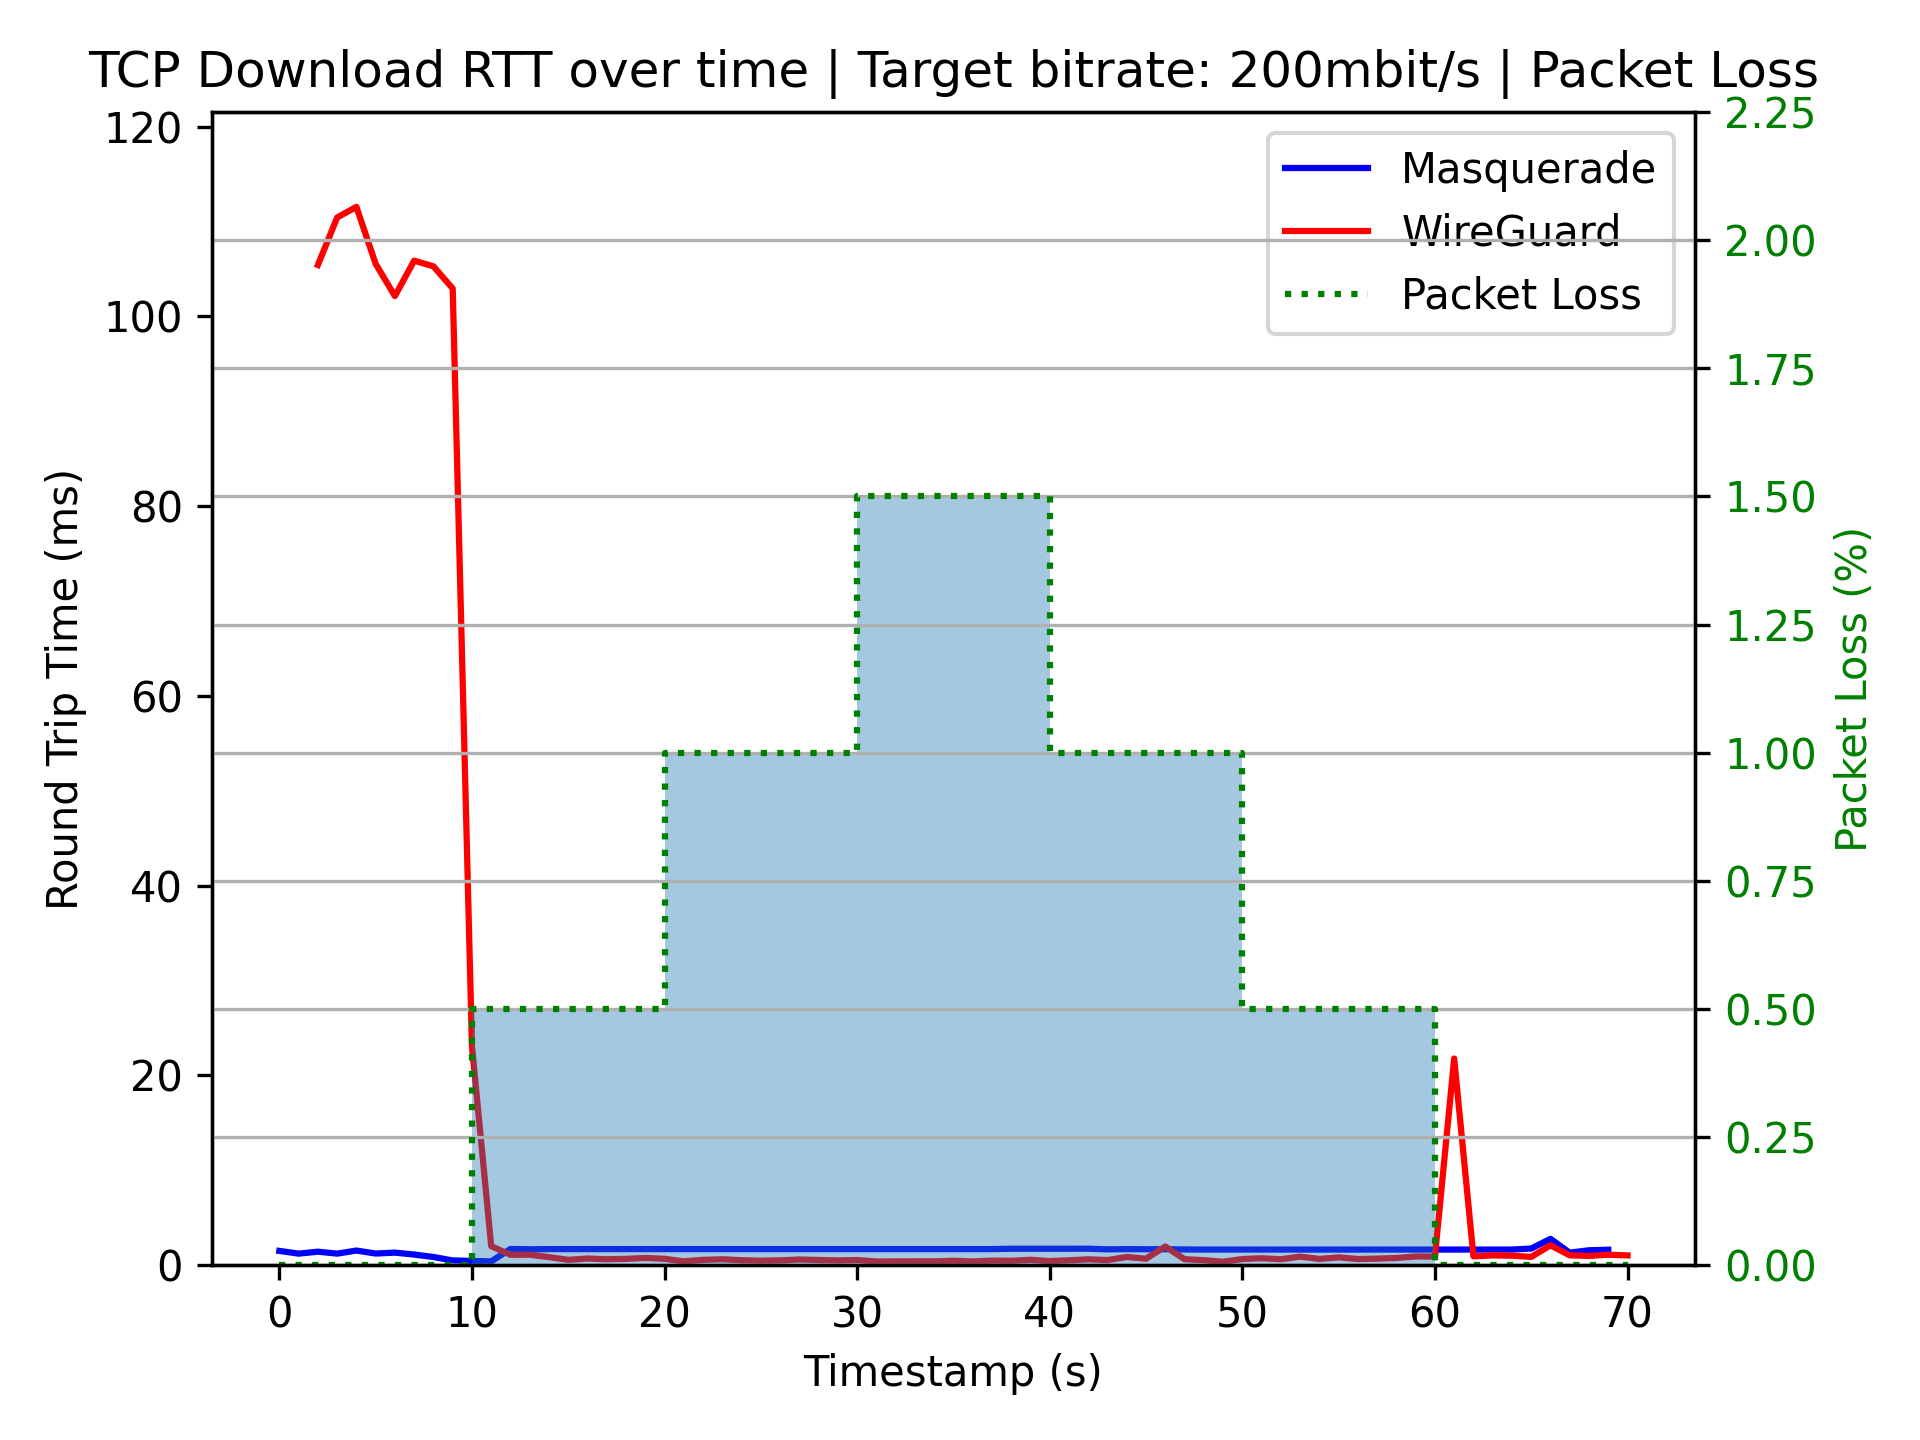 TCP Download RTT over time | Target bitrate: 200mbit/s | Packet Loss
Round Trip Time (ms)
120
100
80
60
40
20
0
Masquerade
WireGuard
Packet Loss
2.25
2.00
1.75
1.50
1.25
1.00
0.75
0.50
0.25
0.00
Packet Loss (%)
0 10 20 30 40 50 60 70
Timestamp (s)